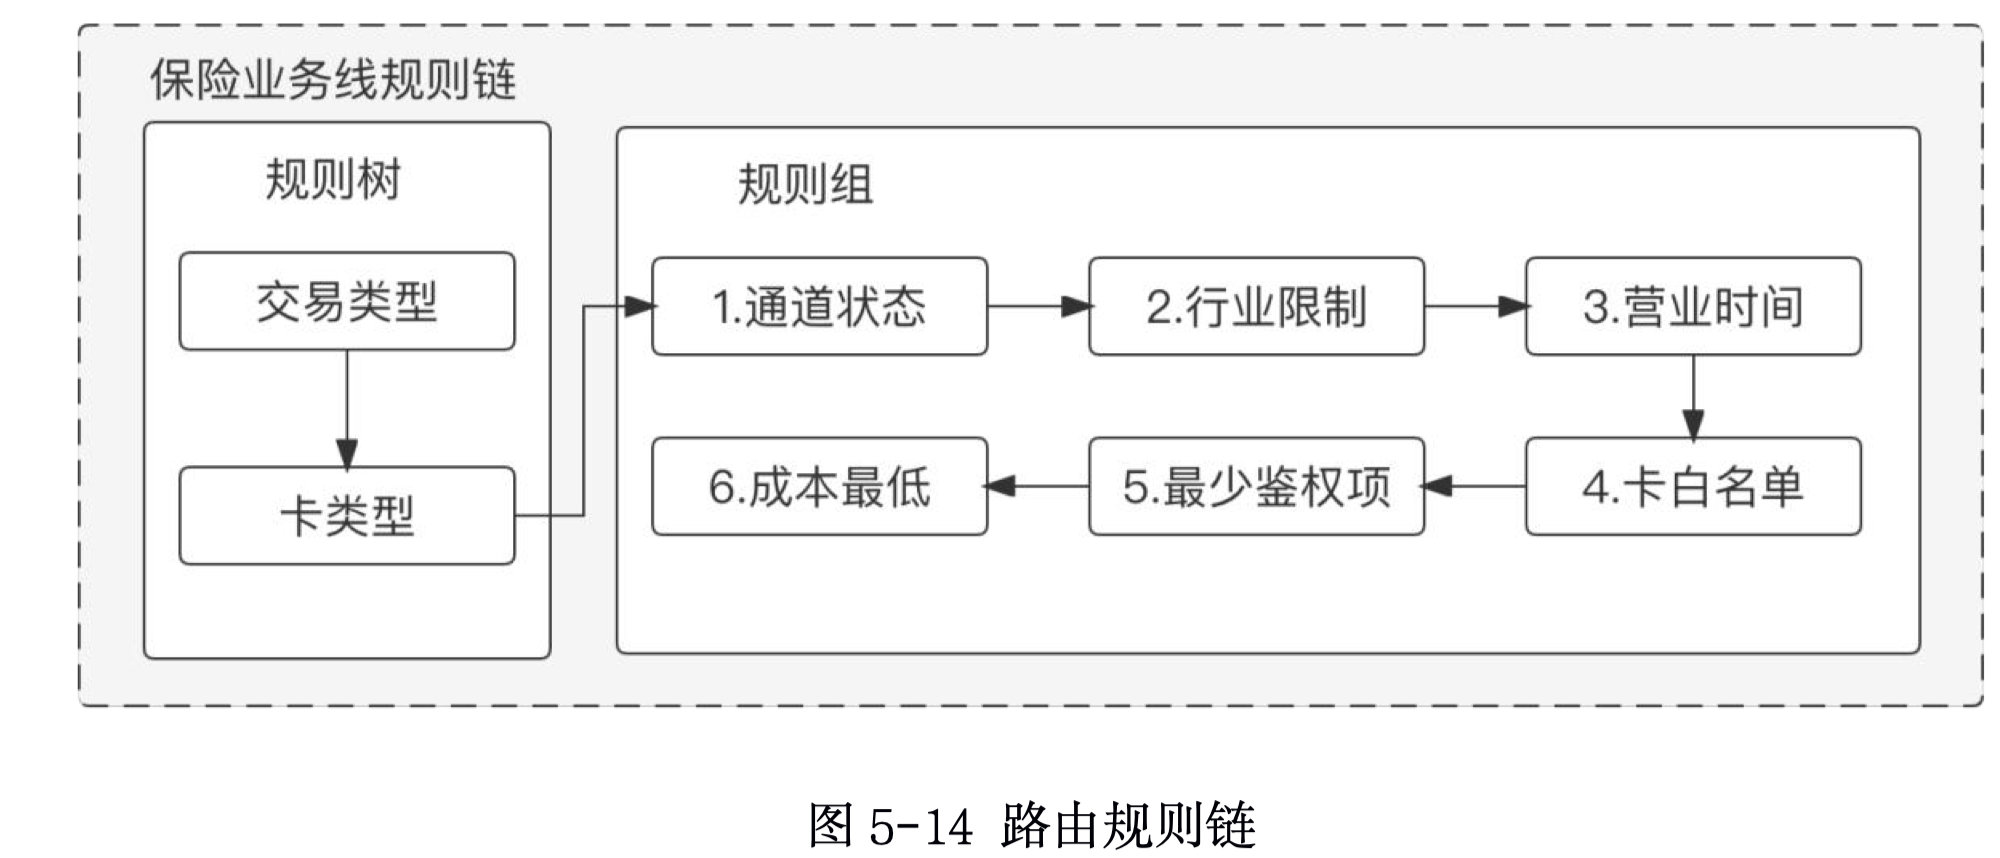 保险业务线规则链
规则树
交易类型
卡类型
规则组
1.通道状态
2.行业限制
3.营业时间
4.卡白名单
5.最少鉴权项
6.成本最低
图 5-14 路由规则链